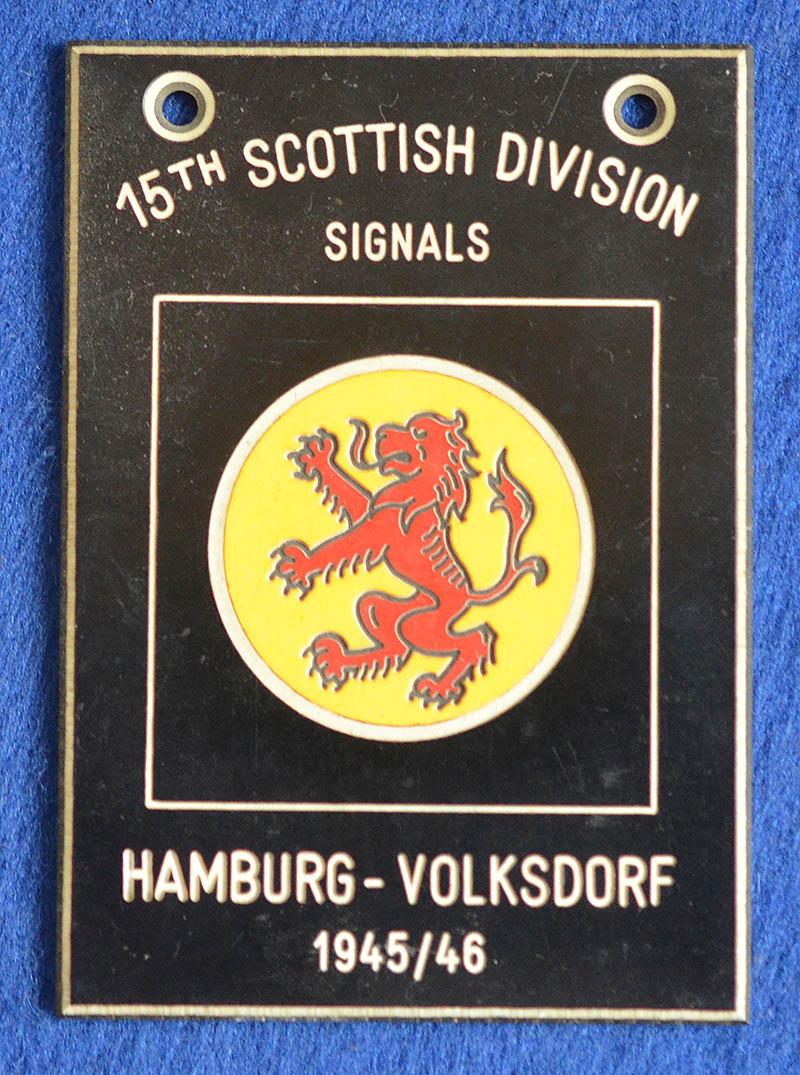 15TH SCOTTISH DIVISION
SIGNALS
HAMBURG - VOLKSDORF
1945/46